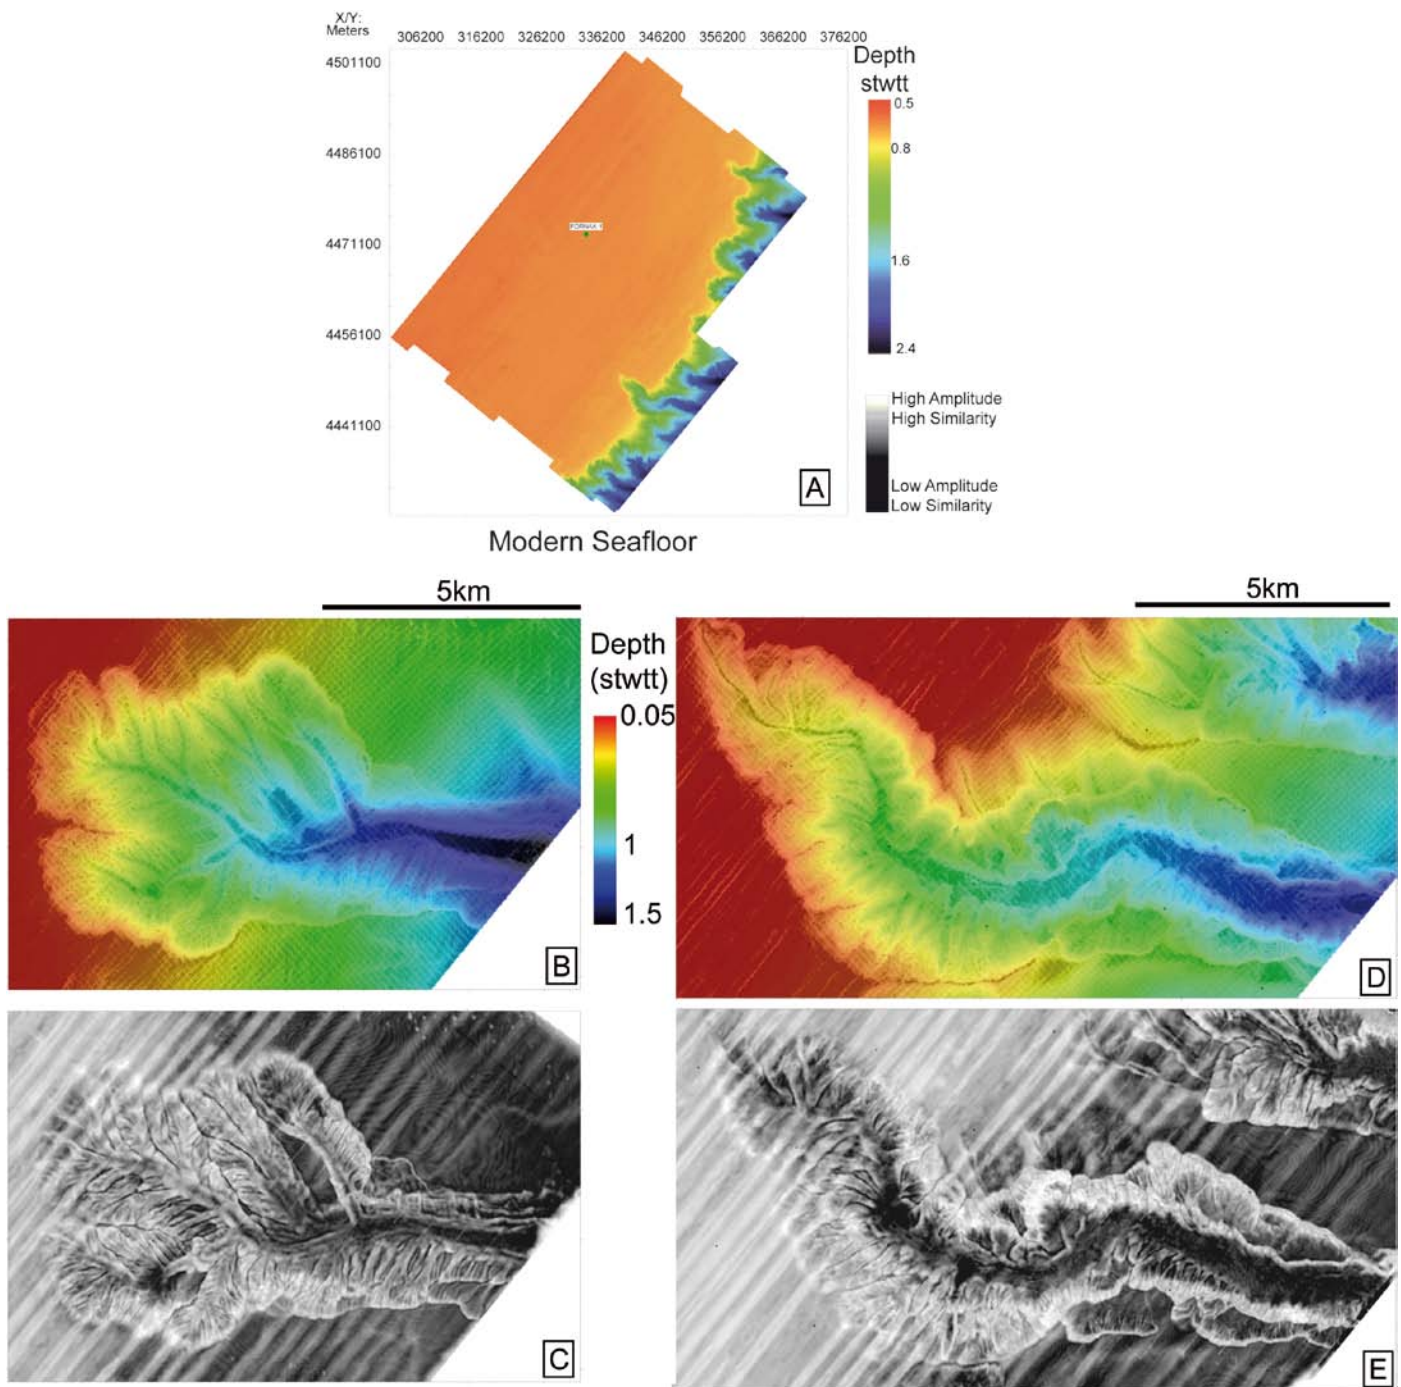 X/Y:
Meters
306200 316200 326200 336200 346200 356200 366200 376200
4501100
4486100
4471100
4456100
4441100
FORNAX 1
Depth
stwtt
0.5
0.8
1.6
2.4
High Amplitude
High Similarity
Low Amplitude
Low Similarity
A
Modern Seafloor
5km
5km
Depth
(stwtt)
0.05
1
1.5
B
D
C
E